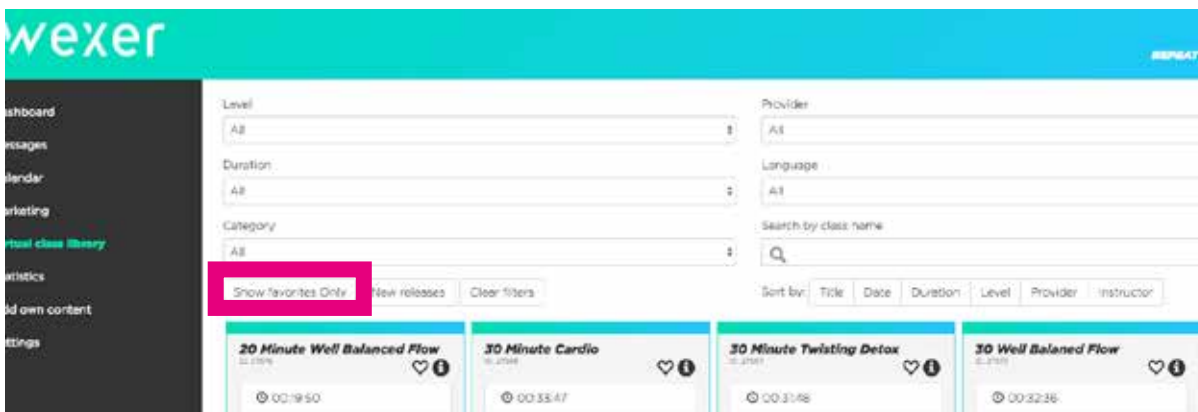 wexer
REPEAT
ashboard
essages
alendar
arketing
rtual class library
atistics
dd own content
ttings
Level
Provider
All
All
Duration
Language
All
All
Category
Search by class name
All
Show favorites Only
New releases
Clear filters
Sort by: Title Date Duration Level Provider Instructor
20 Minute Well Balanced Flow
30 Minute Cardio
30 Minute Twisting Detox
30 Well Balaned Flow
00:19:50
00:33:47
00:31:48
00:32:36